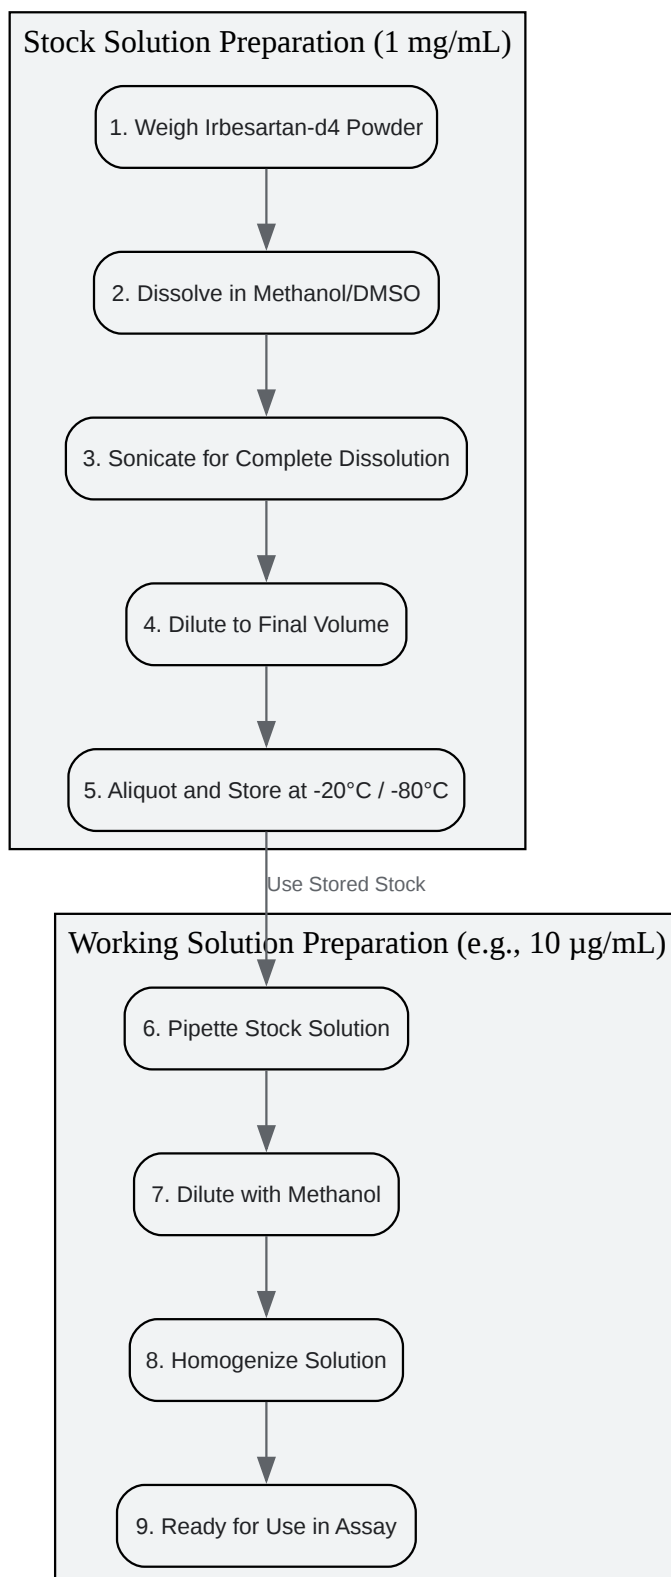 Stock Solution Preparation (1 mg/mL)
1. Weigh Irbesartan-d4 Powder
2. Dissolve in Methanol/DMSO
3. Sonicate for Complete Dissolution
4. Dilute to Final Volume
5. Aliquot and Store at -20°C / -80°C
Use Stored Stock
Working Solution Preparation (e.g., 10 µg/mL)
6. Pipette Stock Solution
7. Dilute with Methanol
8. Homogenize Solution
9. Ready for Use in Assay